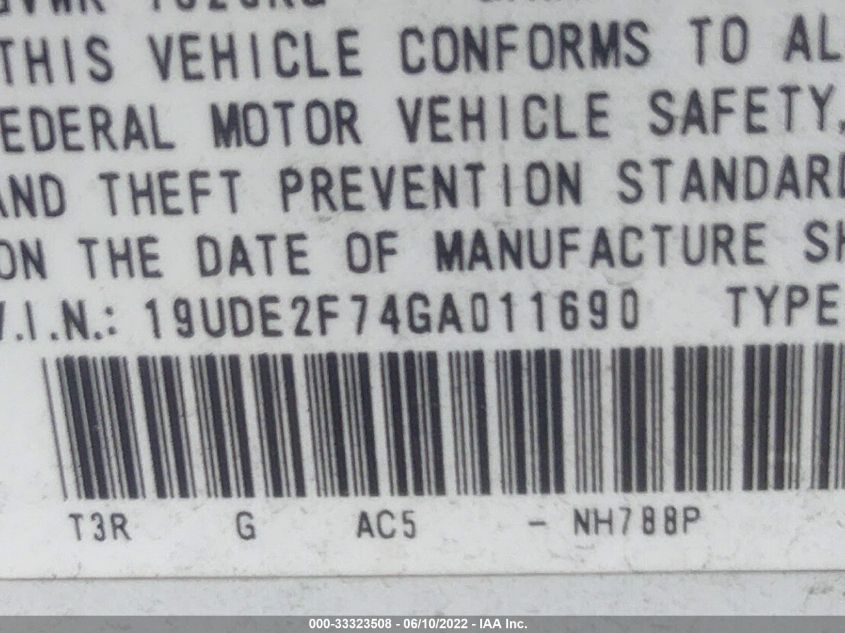 THIS VEHICLE CONFORMS TO AL
EDERAL MOTOR VEHICLE SAFETY,
AND THEFT PREVENTION STANDARD
ON THE DATE OF MANUFACTURE SH
V.I.N.: 19UDE2F74GA011690 TYPE
T3R G AC5 - NH788P
000-33323508 - 06/10/2022 - IAA Inc.